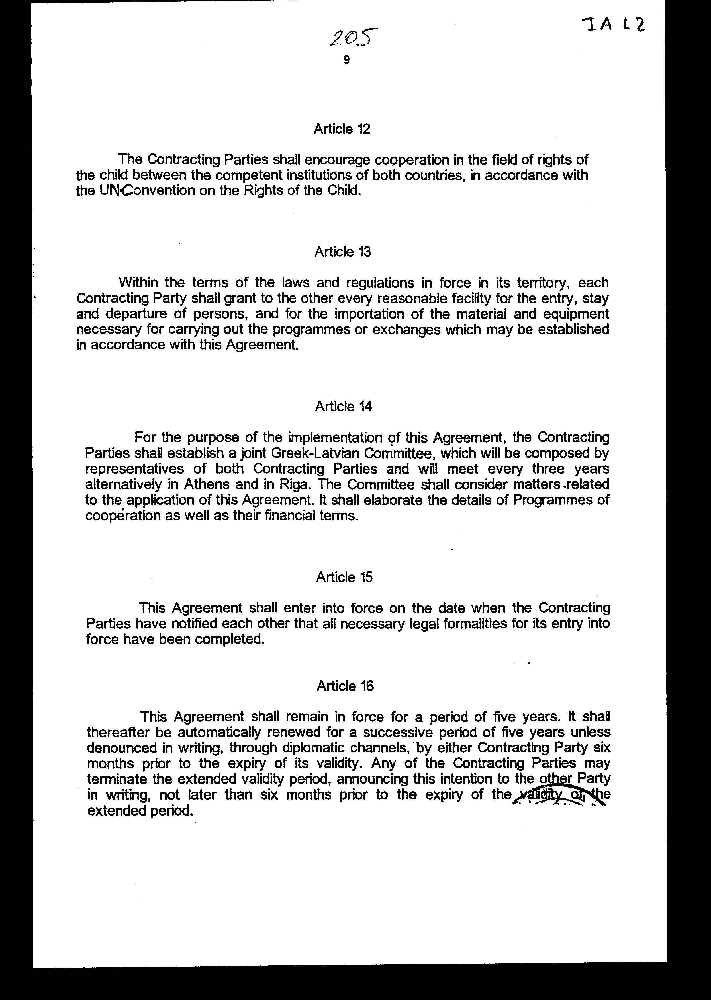 IA L2
205
9
Article 12
The Contracting Parties shall encourage cooperation in the field of rights of
the child between the competent institutions of both countries, in accordance with
the UN Convention on the Rights of the Child.
Article 13
Within the terms of the laws and regulations in force in its territory, each
Contracting Party shall grant to the other every reasonable facility for the entry, stay
and departure of persons, and for the importation of the material and equipment
necessary for carrying out the programmes or exchanges which may be established
in accordance with this Agreement.
Article 14
For the purpose of the implementation of this Agreement, the Contracting
Parties shall establish a joint Greek-Latvian Committee, which will be composed by
representatives of both Contracting Parties and will meet every three years
alternatively in Athens and in Riga. The Committee shall consider matters related
to the application of this Agreement. It shall elaborate the details of Programmes of
cooperation as well as their financial terms.
Article 15
This Agreement shall enter into force on the date when the Contracting
Parties have notified each other that all necessary legal formalities for its entry into
force have been completed.
Article 16
This Agreement shall remain in force for a period of five years. It shall
thereafter be automatically renewed for a successive period of five years unless
denounced in writing, through diplomatic channels, by either Contracting Party six
months prior to the expiry of its validity. Any of the Contracting Parties may
terminate the extended validity period, announcing this intention to the other Party
in writing, not later than six months prior to the expiry of the validity of the
extended period.